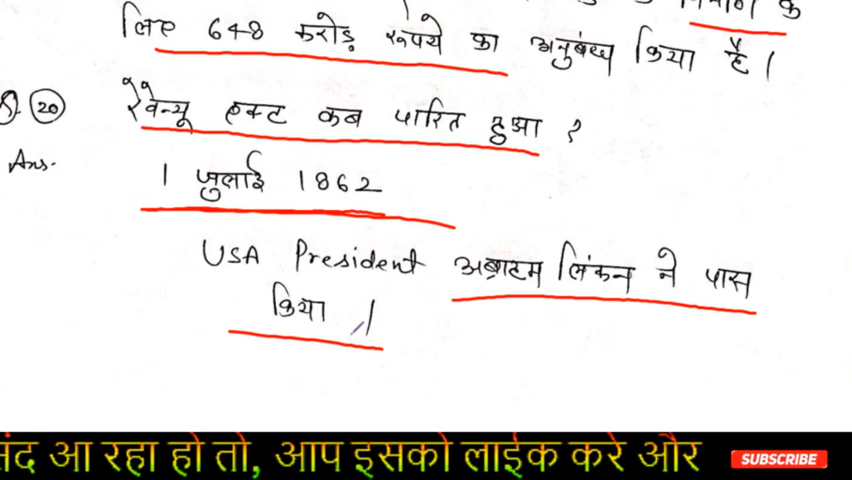 के
लिए 648 करोड़ रुपये का अनुबंध किया है।
Q. 20 रेवेन्यू एक्ट कब पारित हुआ ?
Ans. 1 जुलाई 1862
USA President अब्राहम लिंकन ने पास
किया ।
आ रहा हो तो, आप इसको लाईक करे और SUBSCRIBE